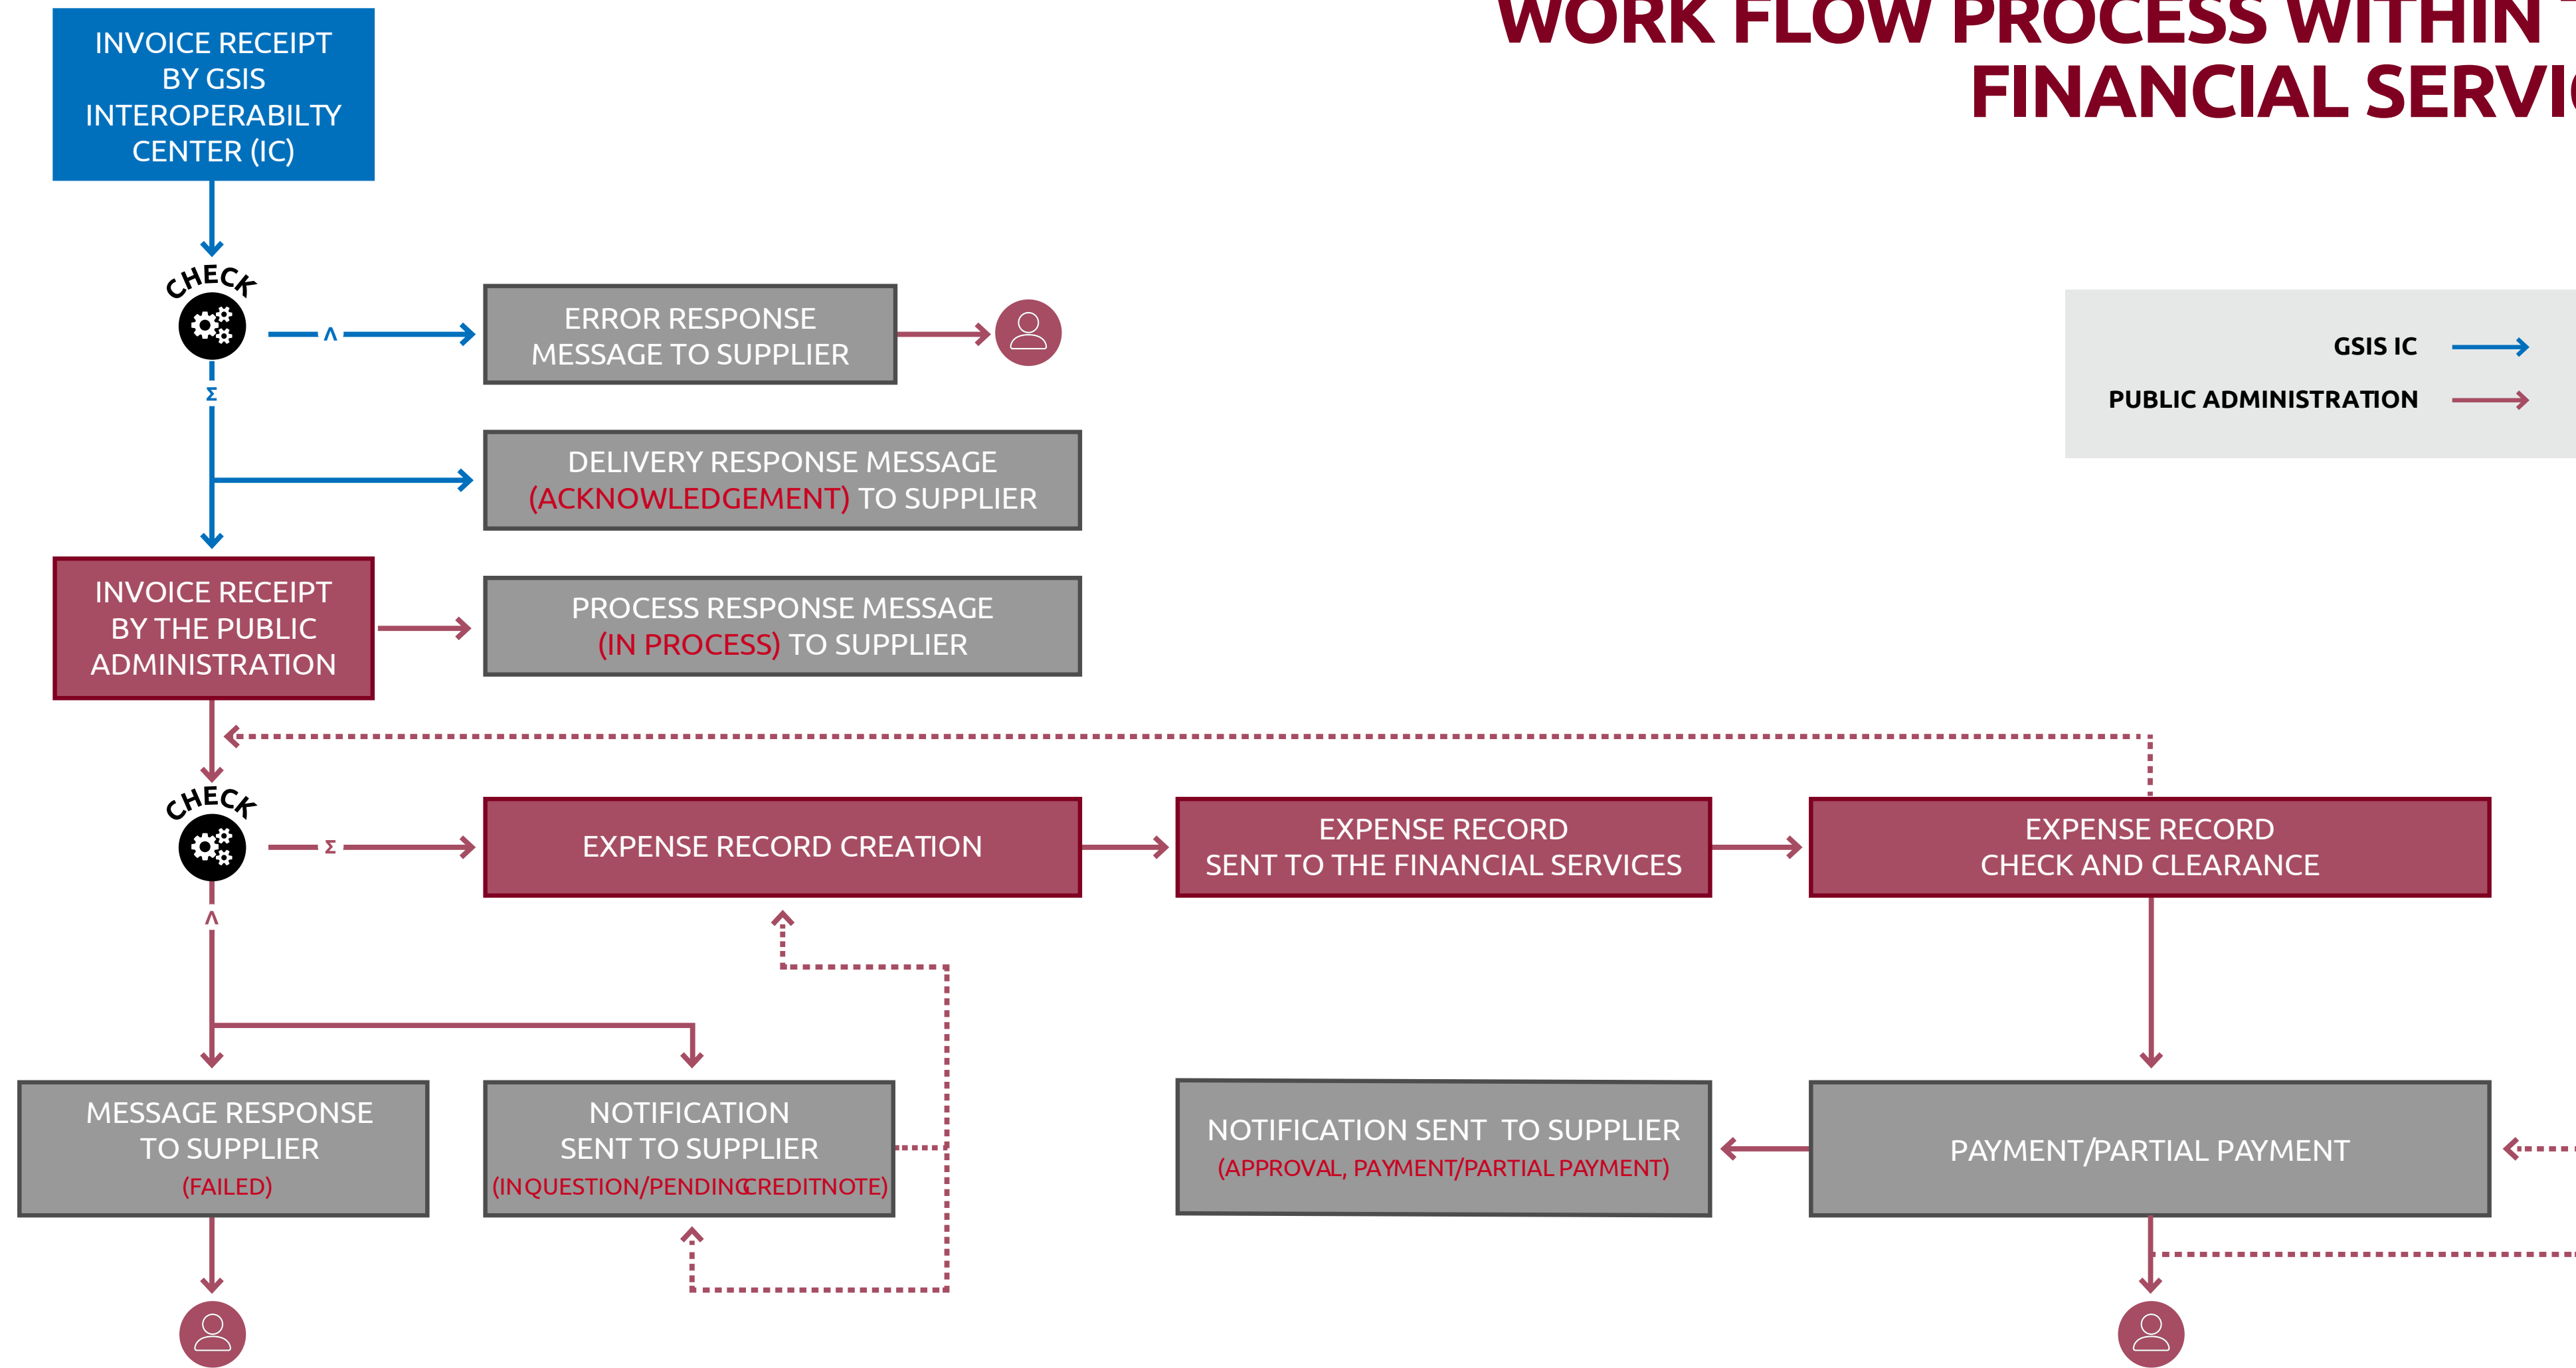 WORK FLOW PROCESS WITHIN
FINANCIAL
INVOICE RECEIPT
BY GSIS
INTEROPERABILTY
CENTER (IC)
CHECK
Λ
ERROR RESPONSE
MESSAGE TO SUPPLIER
GSIS IC
PUBLIC ADMINISTRATION
Σ
DELIVERY RESPONSE MESSAGE
(ACKNOWLEDGEMENT) TO SUPPLIER
INVOICE RECEIPT
BY THE PUBLIC
ADMINISTRATION
PROCESS RESPONSE MESSAGE
(IN PROCESS) TO SUPPLIER
CHECK
Σ
EXPENSE RECORD CREATION
EXPENSE RECORD
SENT TO THE FINANCIAL SERVICES
EXPENSE RECORD
CHECK AND CLEARANCE
Λ
MESSAGE RESPONSE
TO SUPPLIER
(FAILED)
NOTIFICATION
SENT TO SUPPLIER
(IN QUESTION/PENDING CREDITNOTE)
NOTIFICATION SENT TO SUPPLIER
(APPROVAL, PAYMENT/PARTIAL PAYMENT)
PAYMENT/PARTIAL PAYMENT